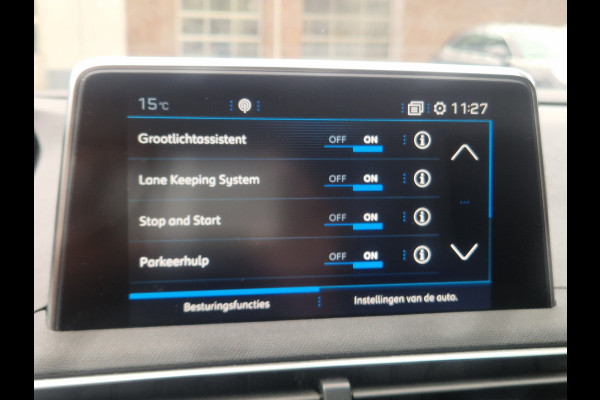 15°C 11:27
Grootlichtassistent OFF ON
Lane Keeping System OFF ON
Stop and Start OFF ON
Parkeerhulp OFF ON
Besturingsfuncties Instellingen van de auto.